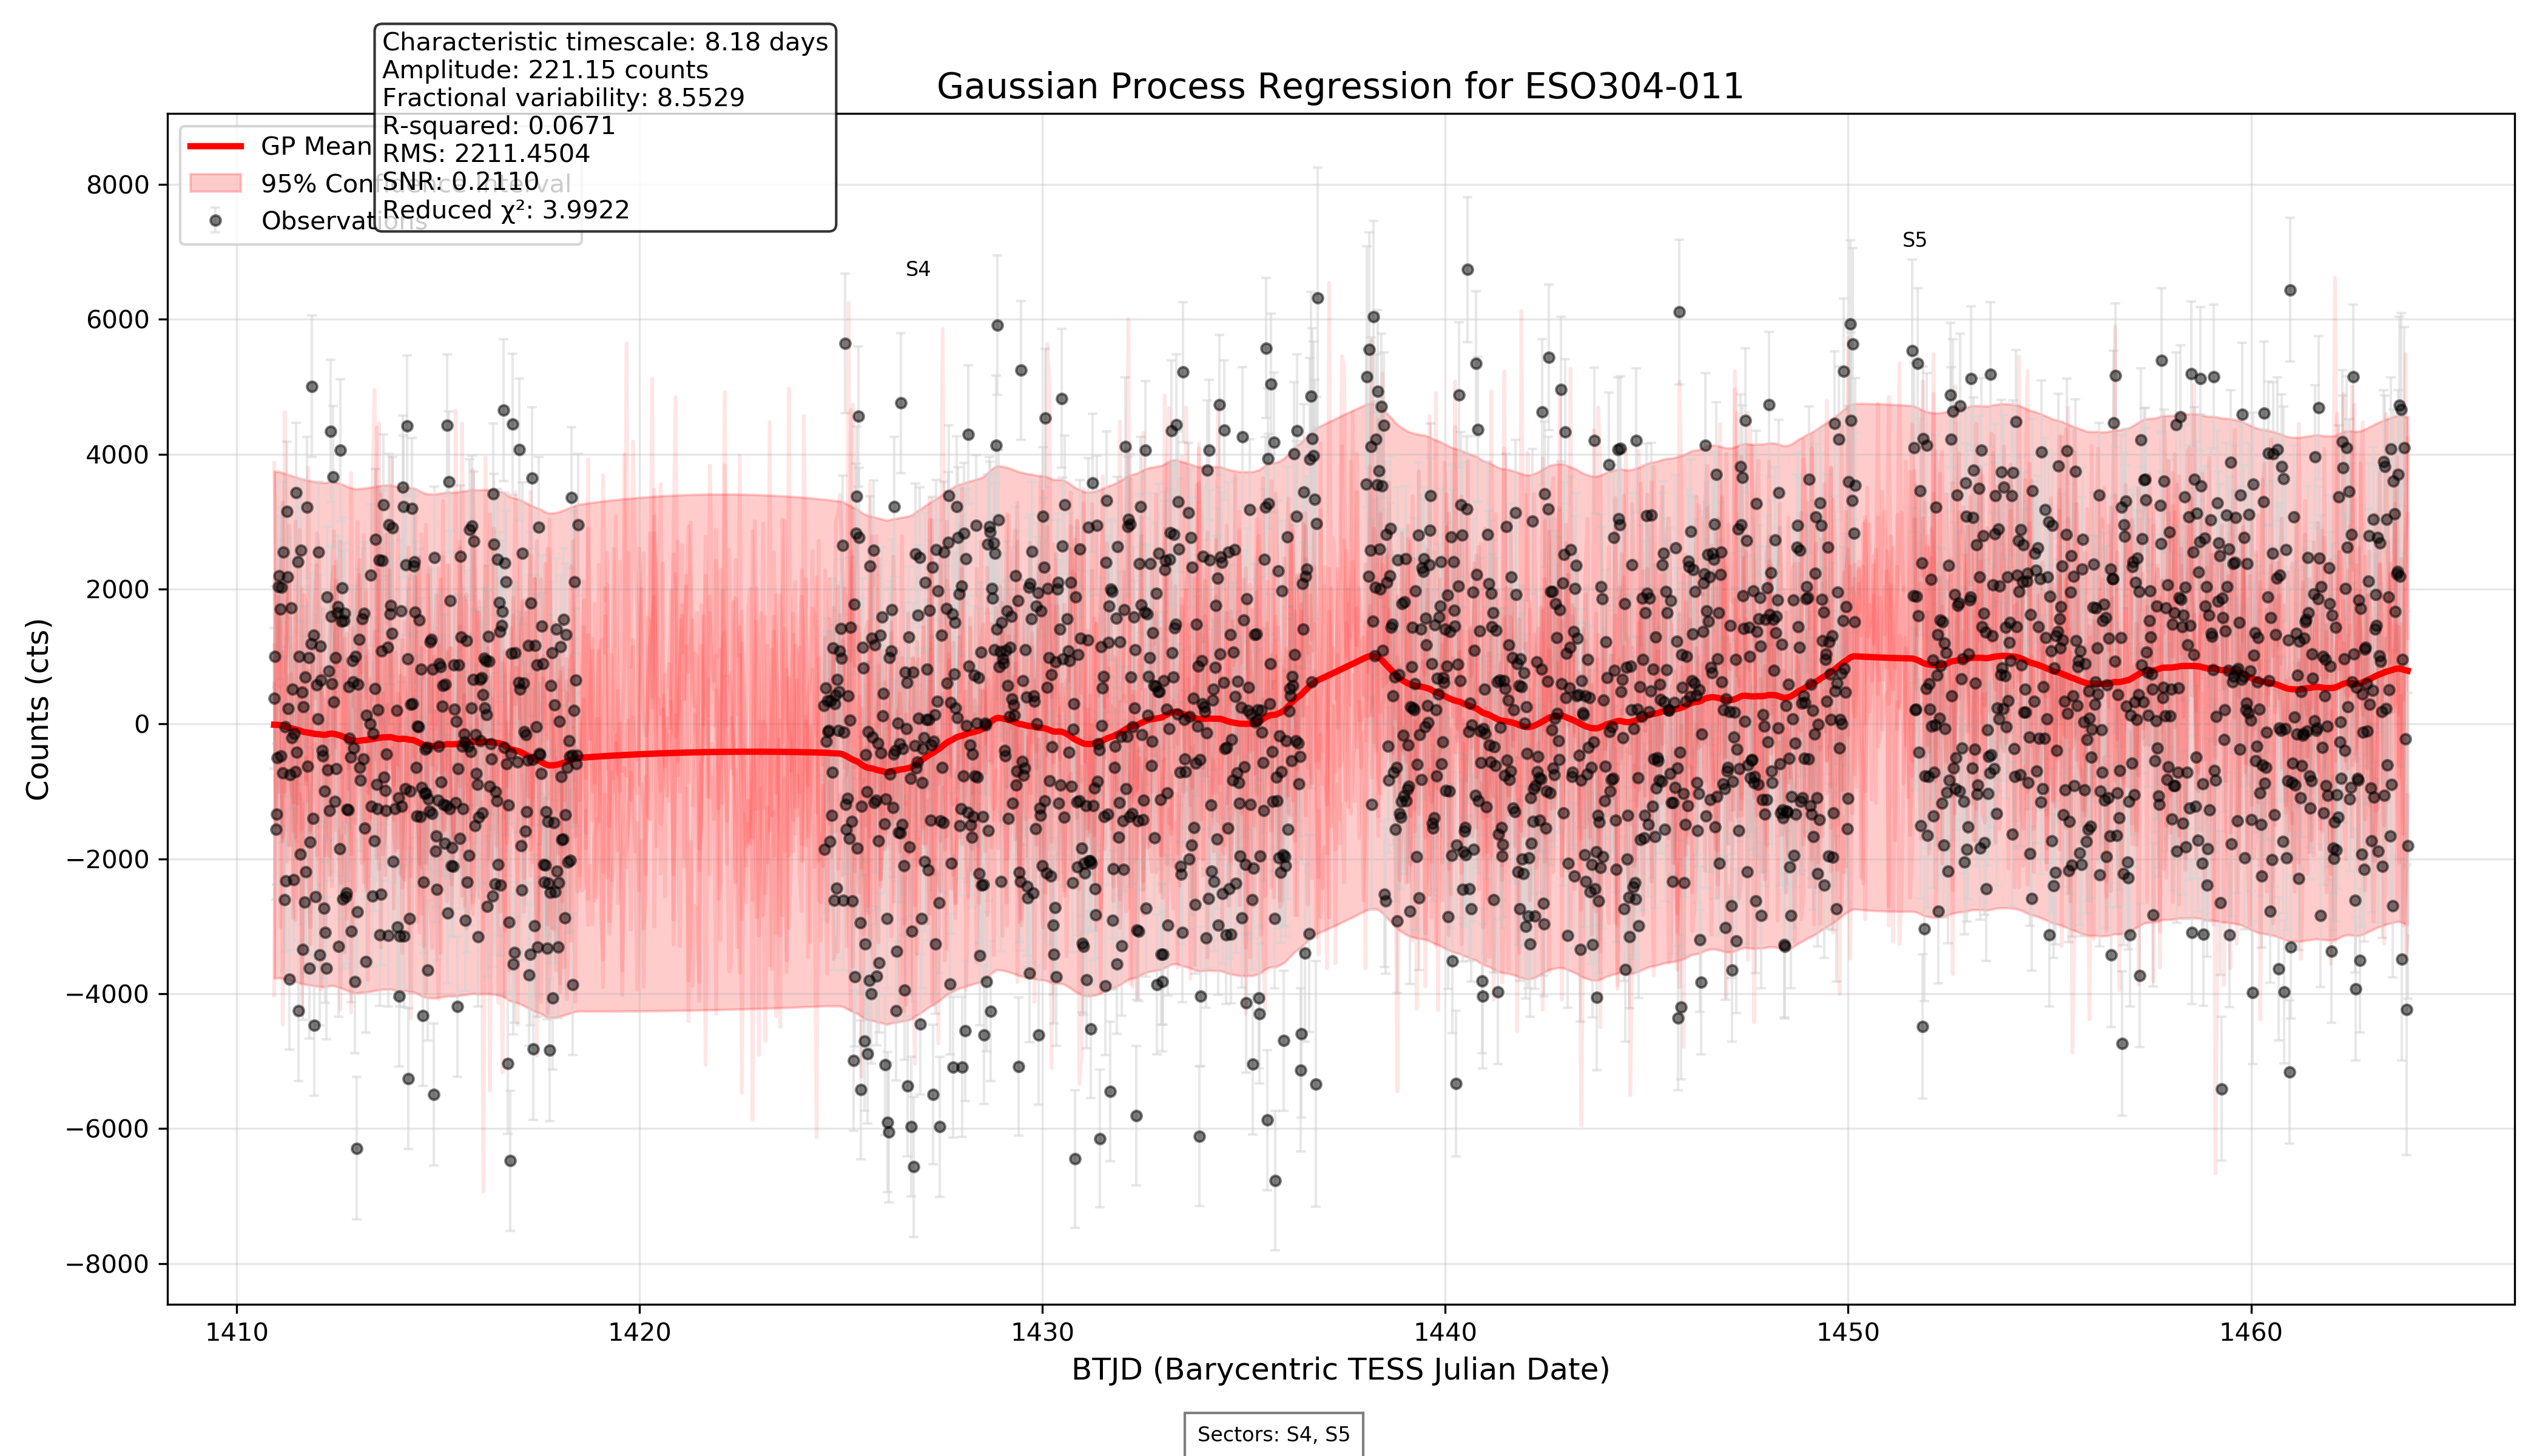 Characteristic timescale: 8.18 days
Amplitude: 221.15 counts
Fractional variability: 8.5529
R-squared: 0.0671
RMS: 2211.4504
SNR: 0.2110
Reduced χ²: 3.9922
Gaussian Process Regression for ESO304-011
GP Mean
95% Confidence Interval
Observations
S4
S5
Counts (cts)
8000
6000
4000
2000
0
−2000
−4000
−6000
−8000
1410 1420 1430 1440 1450 1460
BTJD (Barycentric TESS Julian Date)
Sectors: S4, S5